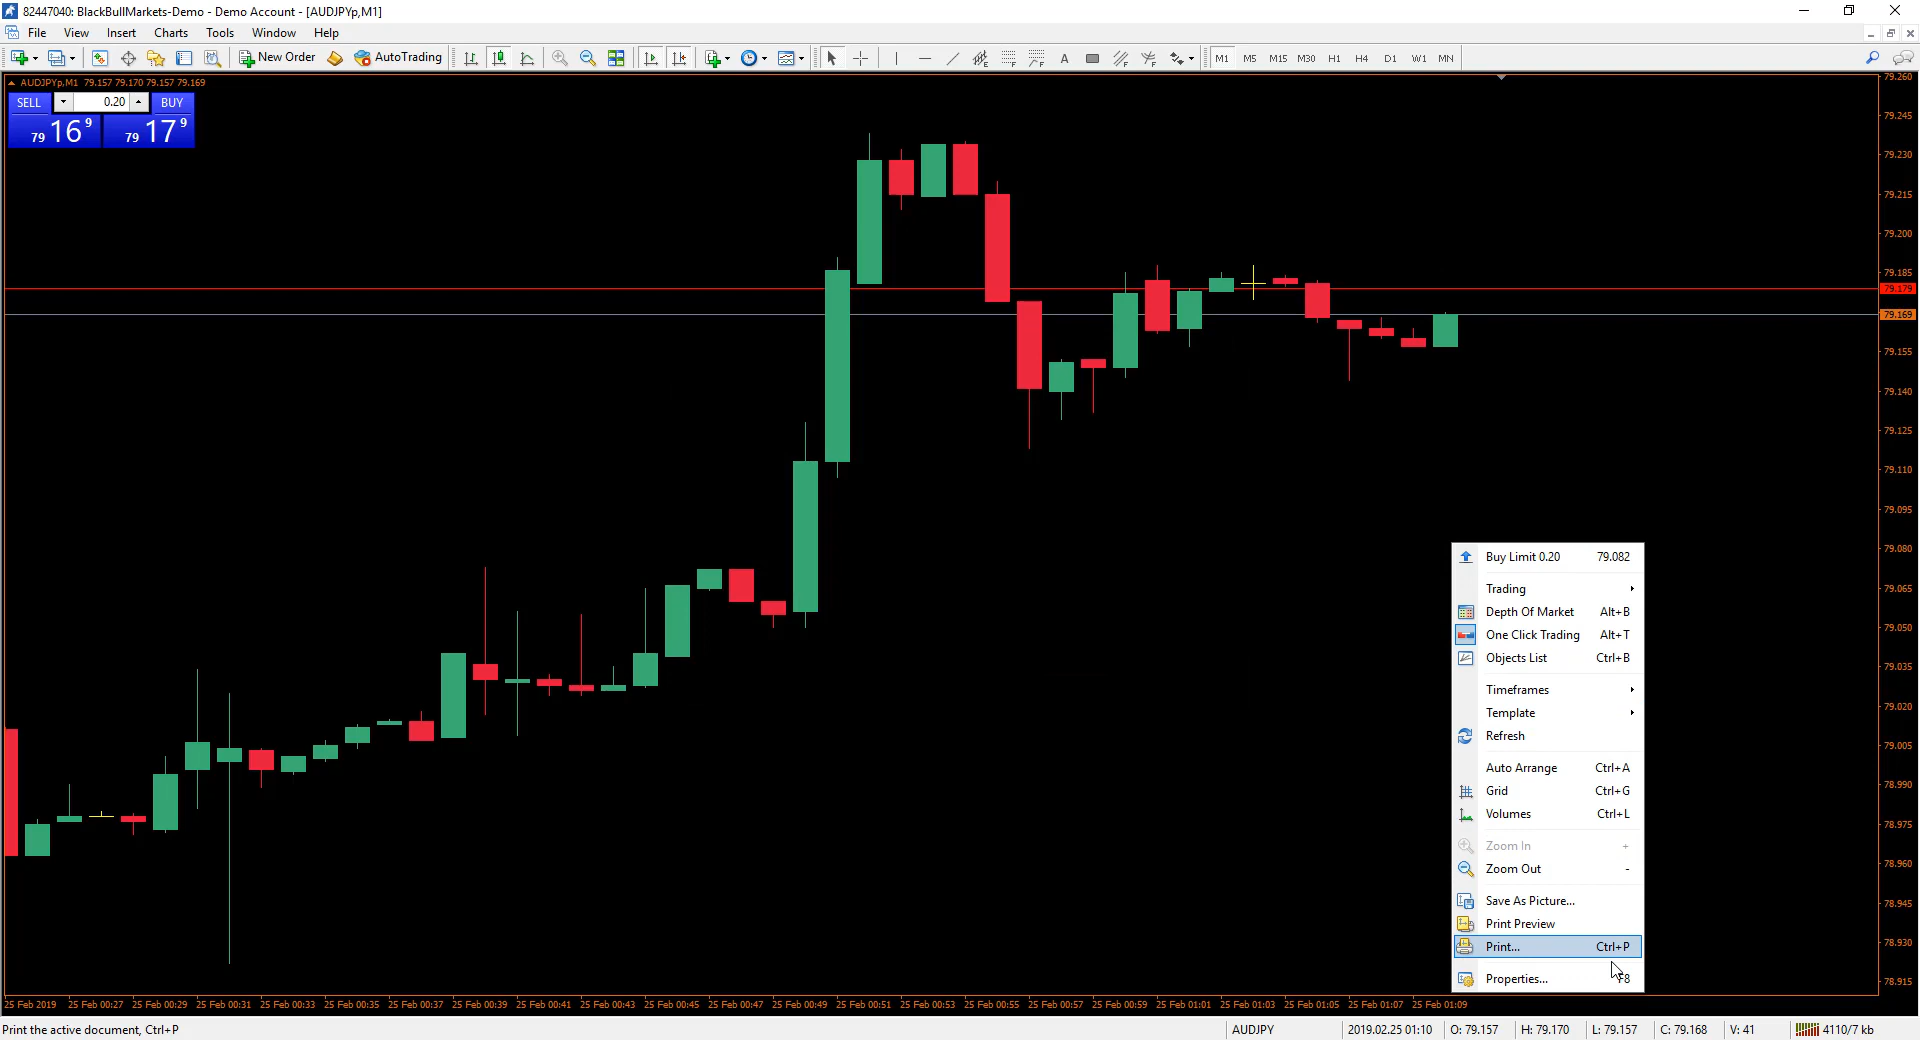 82447040: BlackBullMarkets-Demo - Demo Account - [AUDJPYp,M1]
File View Insert Charts Tools Window Help
New Order AutoTrading A M1 M5 M15 M30 H1 H4 D1 W1 MN
AUDJPYp,M1 79.157 79.170 79.157 79.169
SELL 0.20 BUY
79 16 9 79 17 9
79.260
79.245
79.230
79.215
79.200
79.185
79.179
79.169
79.155
79.140
79.125
79.110
79.095
79.080
79.065
79.050
79.035
79.020
79.005
78.990
78.975
78.960
78.945
78.930
78.915
Buy Limit 0.20 79.082
Trading
Depth Of Market Alt+B
One Click Trading Alt+T
Objects List Ctrl+B
Timeframes
Template
Refresh
Auto Arrange Ctrl+A
Grid Ctrl+G
Volumes Ctrl+L
Zoom In +
Zoom Out -
Save As Picture...
Print Preview
Print... Ctrl+P
Properties... F8
25 Feb 2019 25 Feb 00:27 25 Feb 00:29 25 Feb 00:31 25 Feb 00:33 25 Feb 00:35 25 Feb 00:37 25 Feb 00:39 25 Feb 00:41 25 Feb 00:43 25 Feb 00:45 25 Feb 00:47 25 Feb 00:49 25 Feb 00:51 25 Feb 00:53 25 Feb 00:55 25 Feb 00:57 25 Feb 00:59 25 Feb 01:01 25 Feb 01:03 25 Feb 01:05 25 Feb 01:07 25 Feb 01:09
Print the active document, Ctrl+P AUDJPY 2019.02.25 01:10 O: 79.157 H: 79.170 L: 79.157 C: 79.168 V: 41 4110/7 kb